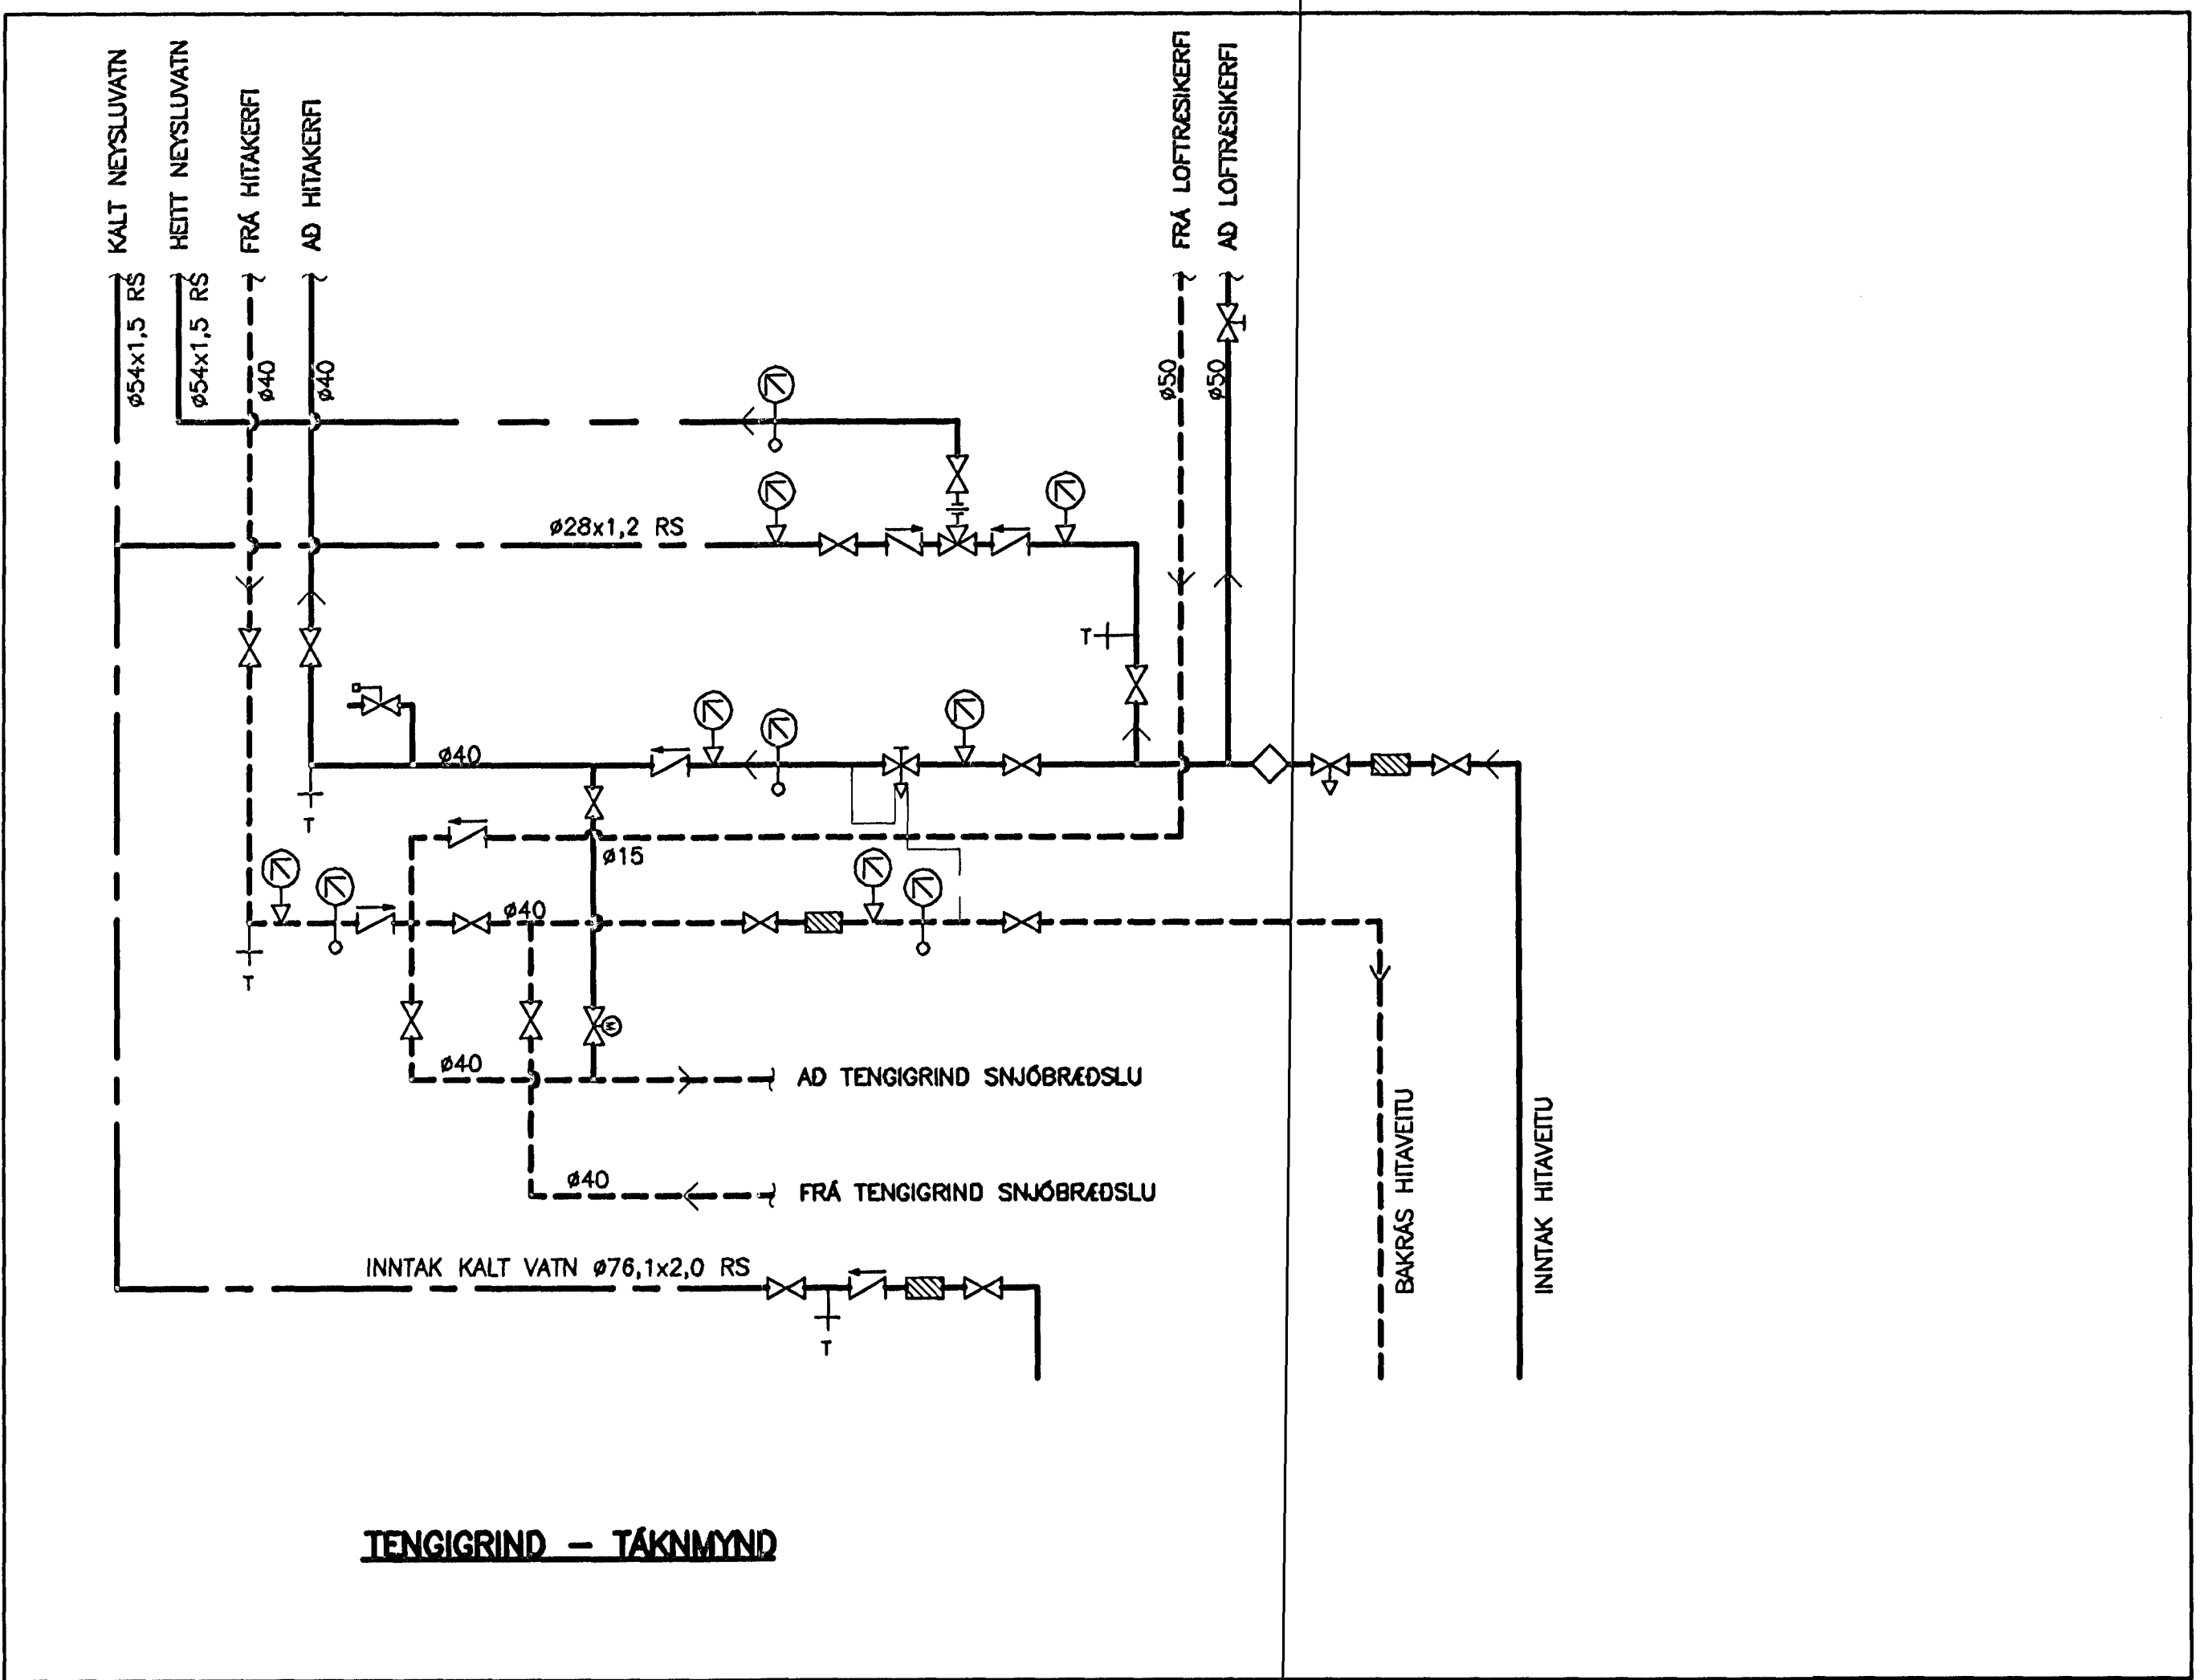 KALT NEYSLUVATN
HEITT NEYSLUVATN
FRÁ HITAKERFI
AÐ HITAKERFI
FRÁ LOFTRÆSIKERFI
AÐ LOFTRÆSIKERFI
ø54x1,5 RS
ø54x1,5 RS
ø40
ø40
ø50
ø50
ø28x1,2 RS
T
ø40
T
ø15
ø40
T
M
ø40
AÐ TENGIGRIND SNJÓBRÆÐSLU
ø40
FRÁ TENGIGRIND SNJÓBRÆÐSLU
BAKRÁS HITAVEITU
INNTAK HITAVEITU
INNTAK KALT VATN ø76,1x2,0 RS
T
TENGIGRIND – TÁKNMYND